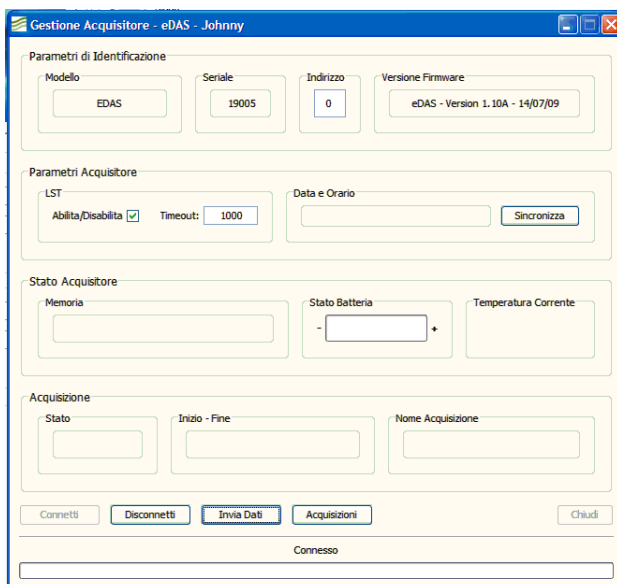 Gestione Acquisitore - eDAS - Johnny
Parametri di Identificazione
Modello Seriale Indirizzo Versione Firmware
EDAS 19005 0 eDAS - Version 1.10A - 14/07/09
Parametri Acquisitore
LST Data e Orario
Abilita/Disabilita Timeout: 1000 Sincronizza
Stato Acquisitore
Memoria Stato Batteria Temperatura Corrente
- +
Acquisizione
Stato Inizio - Fine Nome Acquisizione
Connetti Disconnetti Invia Dati Acquisizioni Chiudi
Connesso